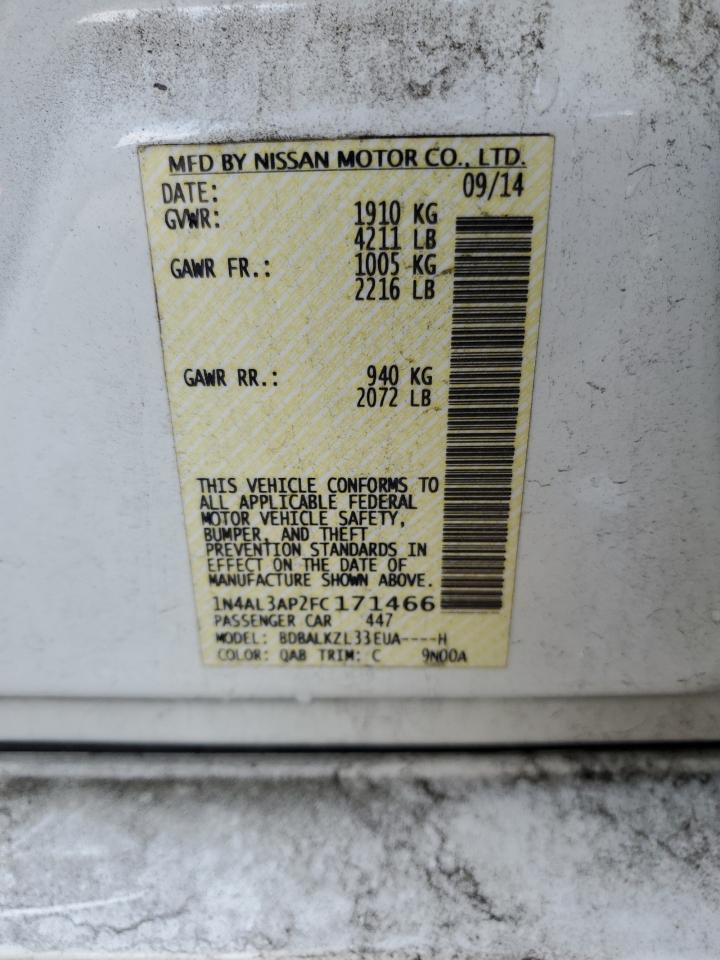 MFD BY NISSAN MOTOR CO., LTD.
DATE: 09/14
GVWR: 1910 KG
4211 LB
GAWR FR.: 1005 KG
2216 LB
GAWR RR.: 940 KG
2072 LB
THIS VEHICLE CONFORMS TO
ALL APPLICABLE FEDERAL
MOTOR VEHICLE SAFETY,
BUMPER, AND THEFT
PREVENTION STANDARDS IN
EFFECT ON THE DATE OF
MANUFACTURE SHOWN ABOVE.
1N4AL3AP2FC171466
PASSENGER CAR 447
MODEL: BDBALKZL33EUA----H
COLOR: QAB TRIM: C 9N00A